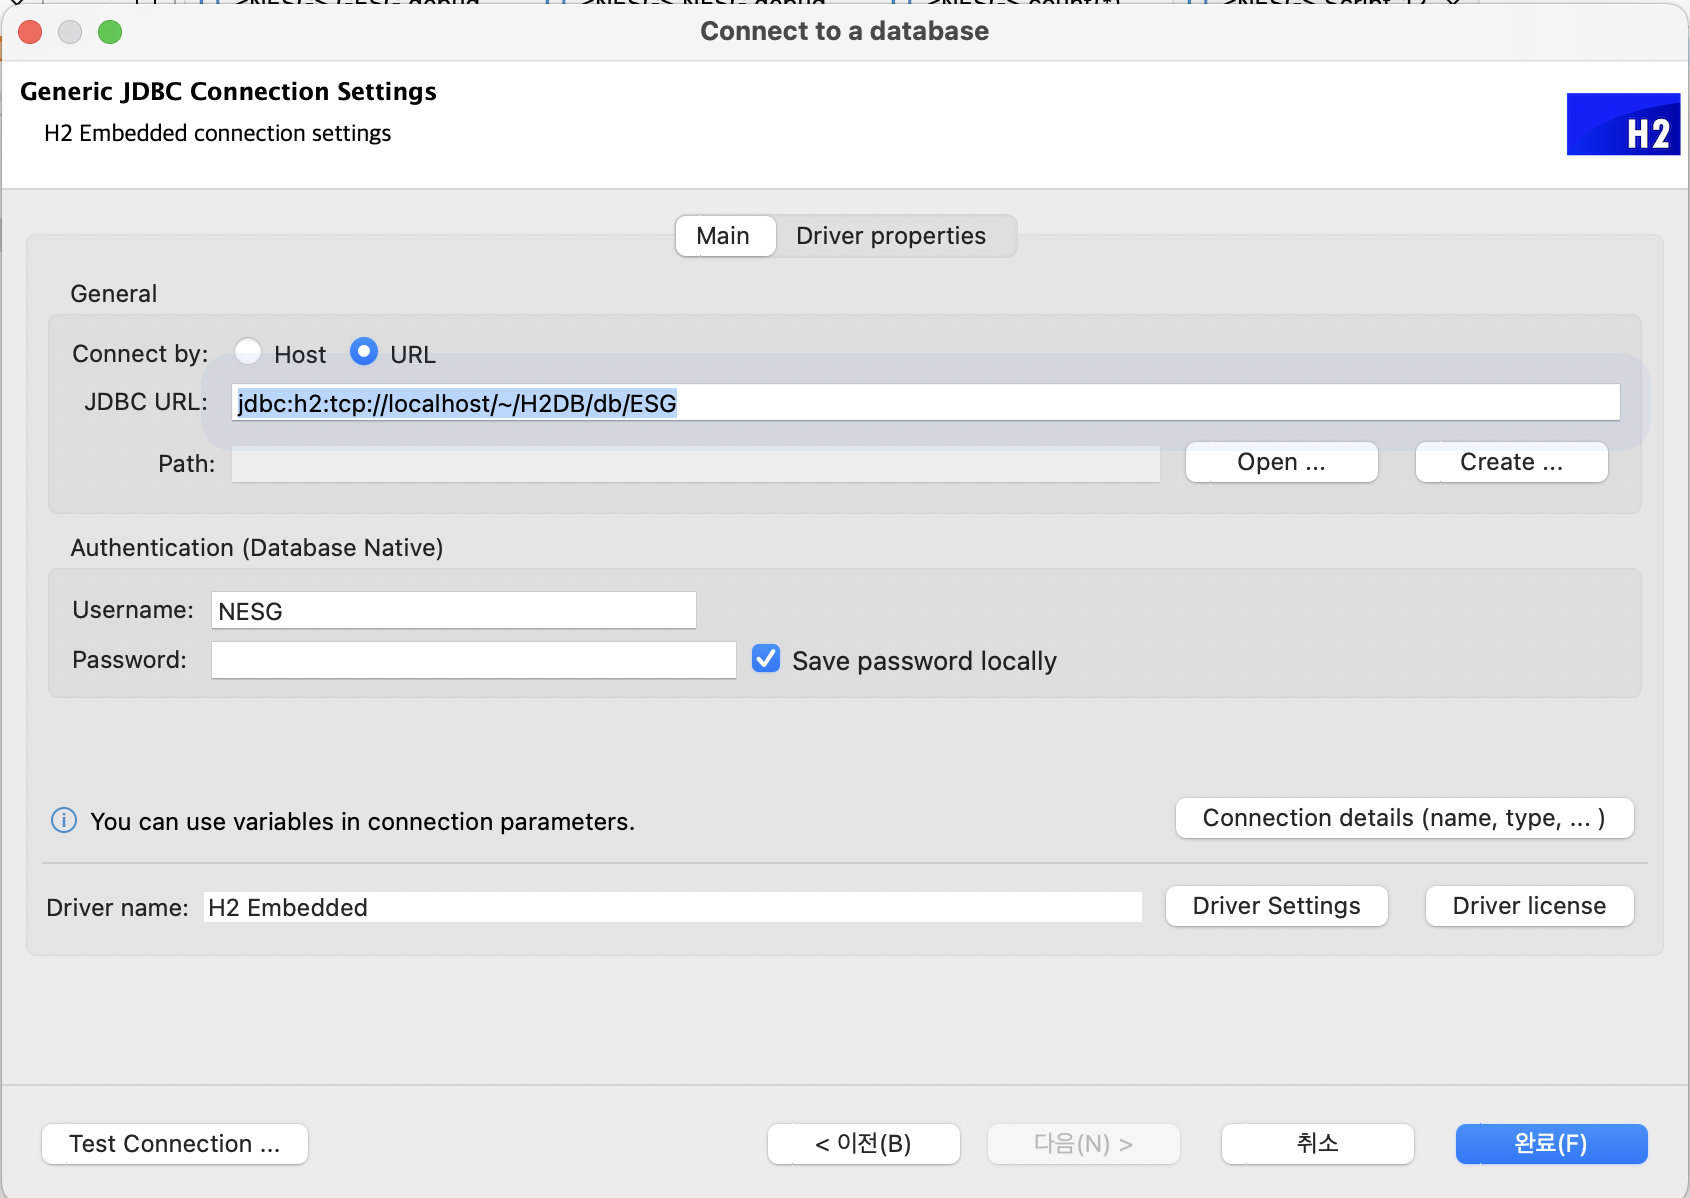 Connect to a database
Generic JDBC Connection Settings
H2 Embedded connection settings
H2
Main
Driver properties
General
Connect by:
Host
URL
JDBC URL:
jdbc:h2:tcp://localhost/~/H2DB/db/ESG
Path:
Open ...
Create ...
Authentication (Database Native)
Username:
NESG
Password:
Save password locally
You can use variables in connection parameters.
Connection details (name, type, ... )
Driver name:
H2 Embedded
Driver Settings
Driver license
Test Connection ...
< 이전(B)
다음(N) >
취소
완료(F)